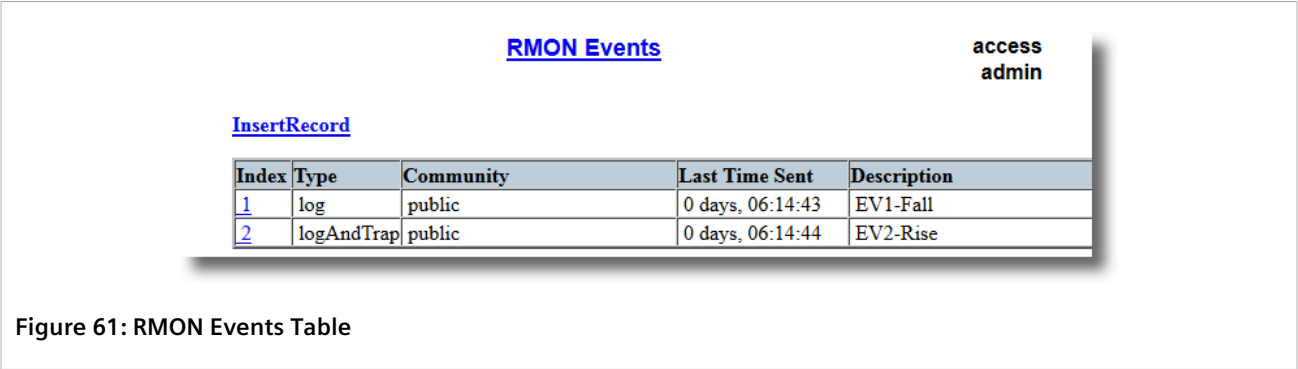 RMON Events
access
admin
InsertRecord
Index Type Community Last Time Sent Description
1 log public 0 days, 06:14:43 EV1-Fall
2 logAndTrap public 0 days, 06:14:44 EV2-Rise
Figure 61: RMON Events Table